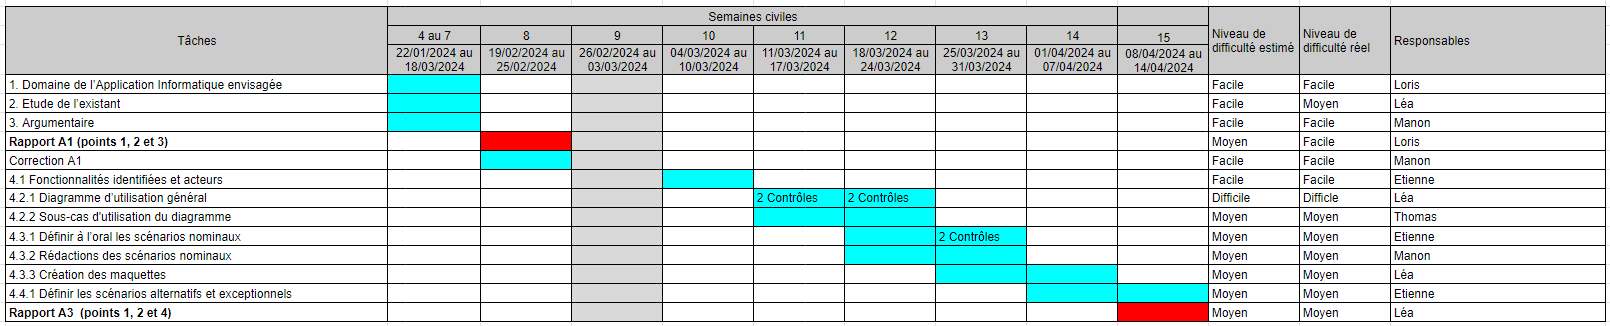 Tâches
Semaines civiles
Niveau de difficulté estimé
Niveau de difficulté réel
Responsables
4 au 7
8
9
10
11
12
13
14
15
22/01/2024 au 18/03/2024
19/02/2024 au 25/02/2024
26/02/2024 au 03/03/2024
04/03/2024 au 10/03/2024
11/03/2024 au 17/03/2024
18/03/2024 au 24/03/2024
25/03/2024 au 31/03/2024
01/04/2024 au 07/04/2024
08/04/2024 au 14/04/2024
1. Domaine de l'Application Informatique envisagée Facile Facile Loris
2. Etude de l'existant Facile Moyen Léa
3. Argumentaire Facile Facile Manon
Rapport A1 (points 1, 2 et 3) Moyen Facile Loris
Correction A1 Facile Facile Manon
4.1 Fonctionnalités identifiées et acteurs Facile Facile Etienne
4.2.1 Diagramme d'utilisation général 2 Contrôles 2 Contrôles Difficile Difficle Léa
4.2.2 Sous-cas d'utilisation du diagramme Moyen Moyen Thomas
4.3.1 Définir à l'oral les scénarios nominaux 2 Contrôles Moyen Moyen Etienne
4.3.2 Rédactions des scénarios nominaux Moyen Moyen Manon
4.3.3 Création des maquettes Moyen Moyen Léa
4.4.1 Définir les scénarios alternatifs et exceptionnels Moyen Moyen Etienne
Rapport A3 (points 1, 2 et 4) Moyen Moyen Léa